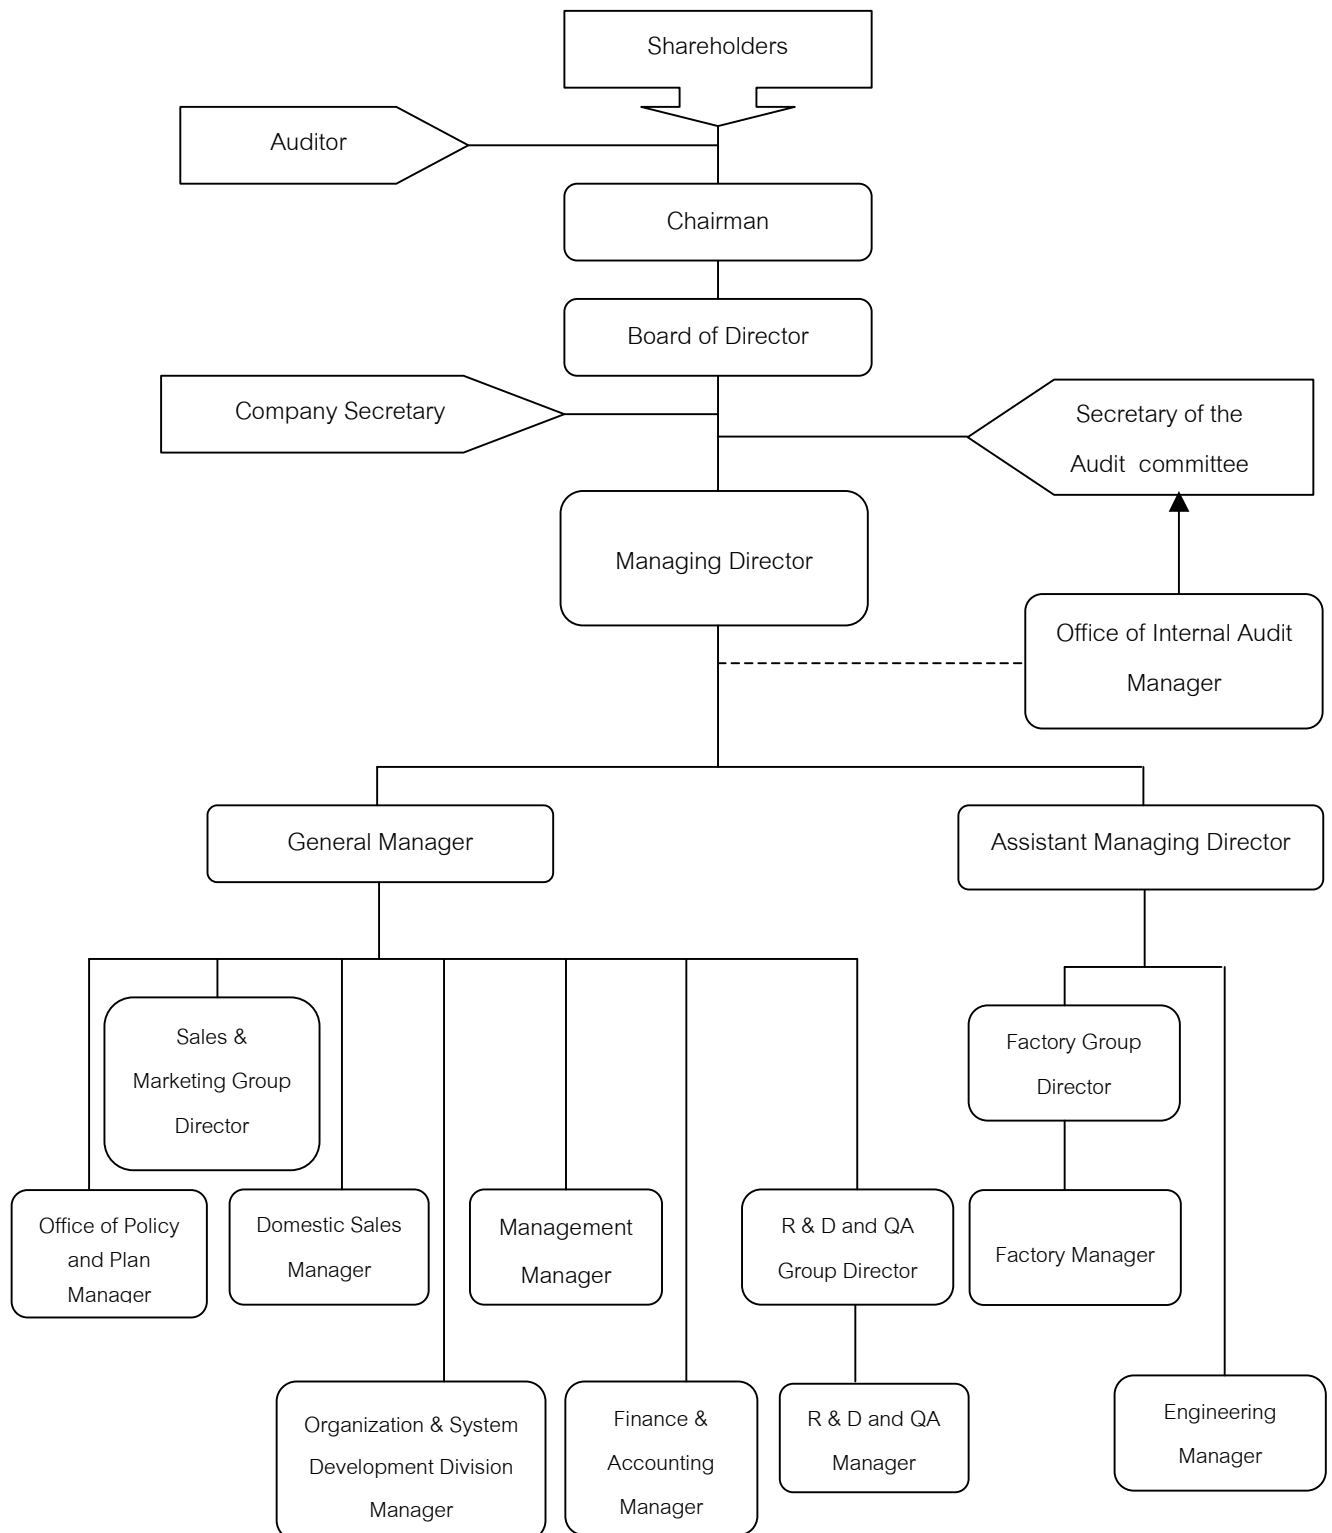 Shareholders
Auditor
Chairman
Board of Director
Company Secretary
Secretary of the
Audit committee
Managing Director
Office of Internal Audit
Manager
General Manager
Assistant Managing Director
Sales &
Marketing Group
Director
Factory Group
Director
Office of Policy
and Plan
Manager
Domestic Sales
Manager
Management
Manager
R & D and QA
Group Director
Factory Manager
Organization & System
Development Division
Manager
Finance &
Accounting
Manager
R & D and QA
Manager
Engineering
Manager